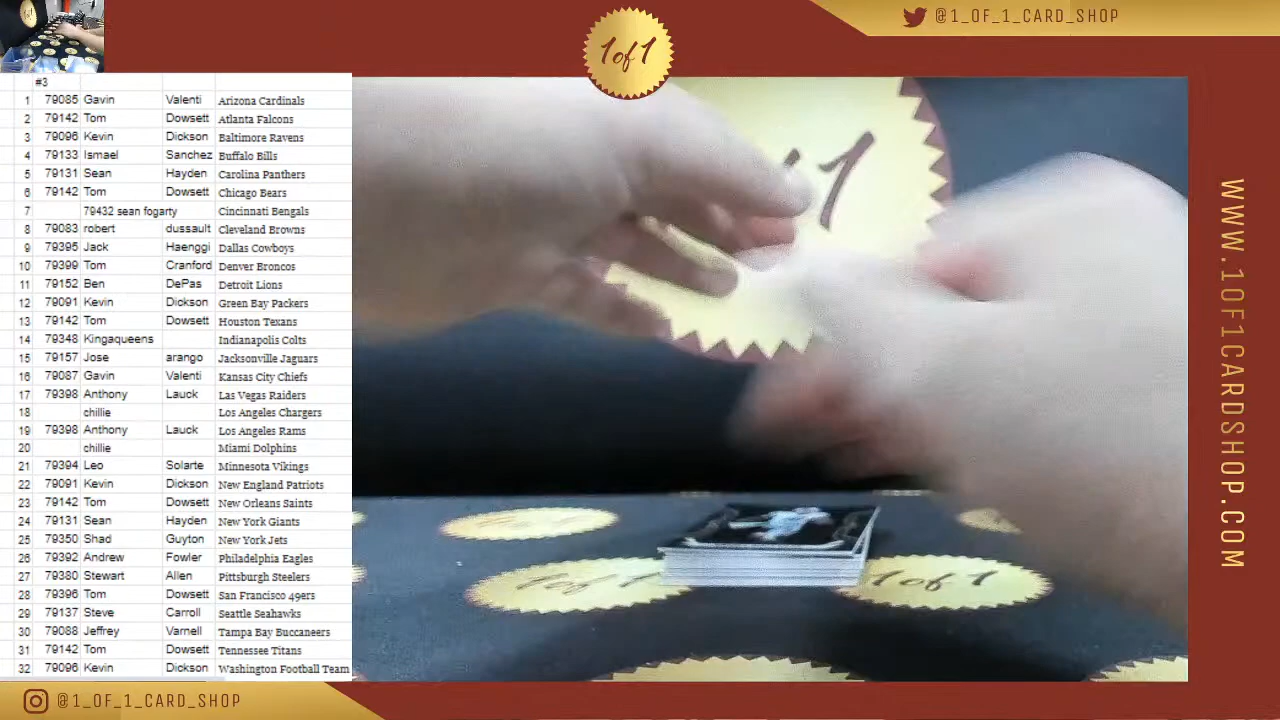 @1_OF_1_CARD_SHOP
1of1
#3
1 79085 Gavin Valenti Arizona Cardinals
2 79142 Tom Dowsett Atlanta Falcons
3 79096 Kevin Dickson Baltimore Ravens
4 79133 Ismael Sanchez Buffalo Bills
5 79131 Sean Hayden Carolina Panthers
6 79142 Tom Dowsett Chicago Bears
7 79432 sean fogarty Cincinnati Bengals
8 79083 robert dussault Cleveland Browns
9 79395 Jack Haenggi Dallas Cowboys
10 79399 Tom Cranford Denver Broncos
11 79152 Ben DePas Detroit Lions
12 79091 Kevin Dickson Green Bay Packers
13 79142 Tom Dowsett Houston Texans
14 79348 Kingaqueens Indianapolis Colts
15 79157 Jose arango Jacksonville Jaguars
16 79087 Gavin Valenti Kansas City Chiefs
17 79398 Anthony Lauck Las Vegas Raiders
18 chillie Los Angeles Chargers
19 79398 Anthony Lauck Los Angeles Rams
20 chillie Miami Dolphins
21 79394 Leo Solarte Minnesota Vikings
22 79091 Kevin Dickson New England Patriots
23 79142 Tom Dowsett New Orleans Saints
24 79131 Sean Hayden New York Giants
25 79350 Shad Guyton New York Jets
26 79392 Andrew Fowler Philadelphia Eagles
27 79380 Stewart Allen Pittsburgh Steelers
28 79396 Tom Dowsett San Francisco 49ers
29 79137 Steve Carroll Seattle Seahawks
30 79088 Jeffrey Varnell Tampa Bay Buccaneers
31 79142 Tom Dowsett Tennessee Titans
32 79096 Kevin Dickson Washington Football Team
1
1of1
1of1
WWW.1OF1CARDSHOP.COM
@1_OF_1_CARD_SHOP